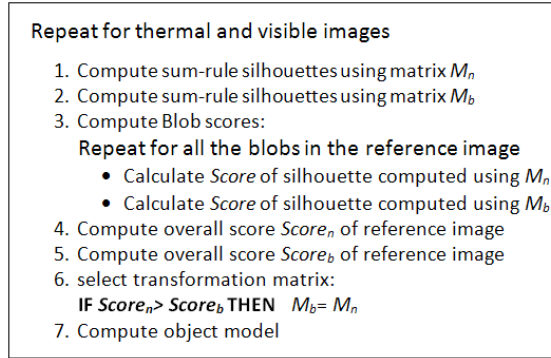 Repeat for thermal and visible images
1. Compute sum-rule silhouettes using matrix Mn
2. Compute sum-rule silhouettes using matrix Mb
3. Compute Blob scores:
Repeat for all the blobs in the reference image
• Calculate Score of silhouette computed using Mn
• Calculate Score of silhouette computed using Mb
4. Compute overall score Scoren of reference image
5. Compute overall score Scoreb of reference image
6. select transformation matrix:
IF Scoren> Scoreb THEN Mb= Mn
7. Compute object model